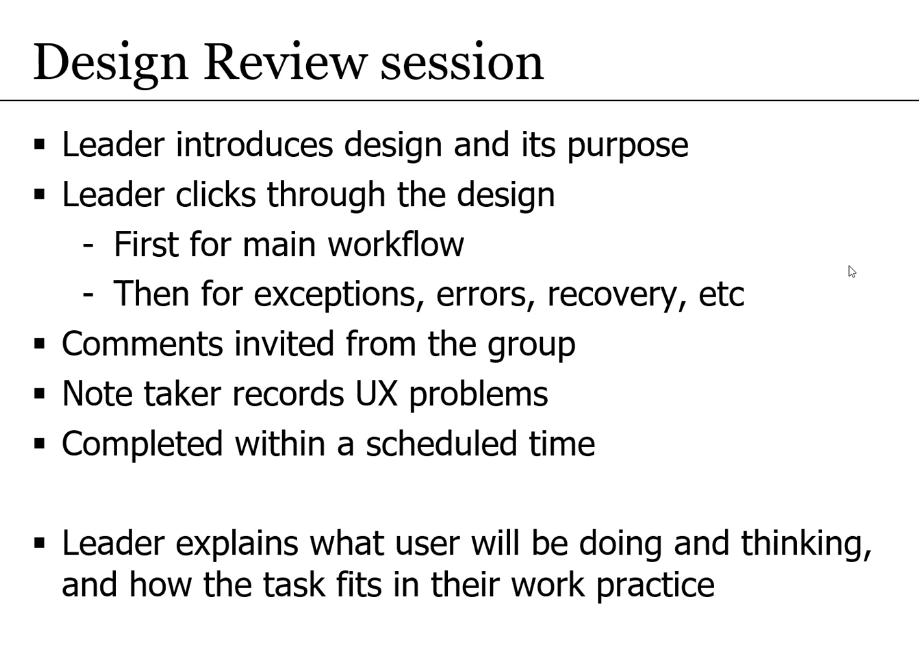 Design Review session
▪ Leader introduces design and its purpose
▪ Leader clicks through the design
- First for main workflow
- Then for exceptions, errors, recovery, etc
▪ Comments invited from the group
▪ Note taker records UX problems
▪ Completed within a scheduled time
▪ Leader explains what user will be doing and thinking,
and how the task fits in their work practice